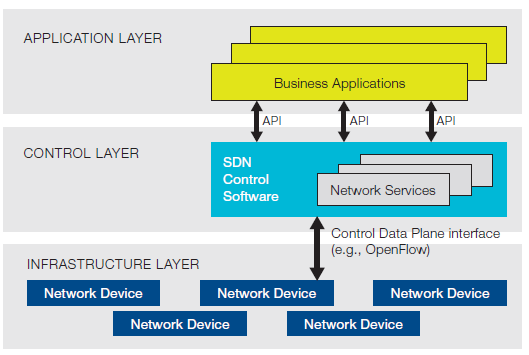 APPLICATION LAYER
Business Applications
API
API
API
CONTROL LAYER
SDN
Control
Software
Network Services
Control Data Plane interface
(e.g., OpenFlow)
INFRASTRUCTURE LAYER
Network Device
Network Device
Network Device
Network Device
Network Device